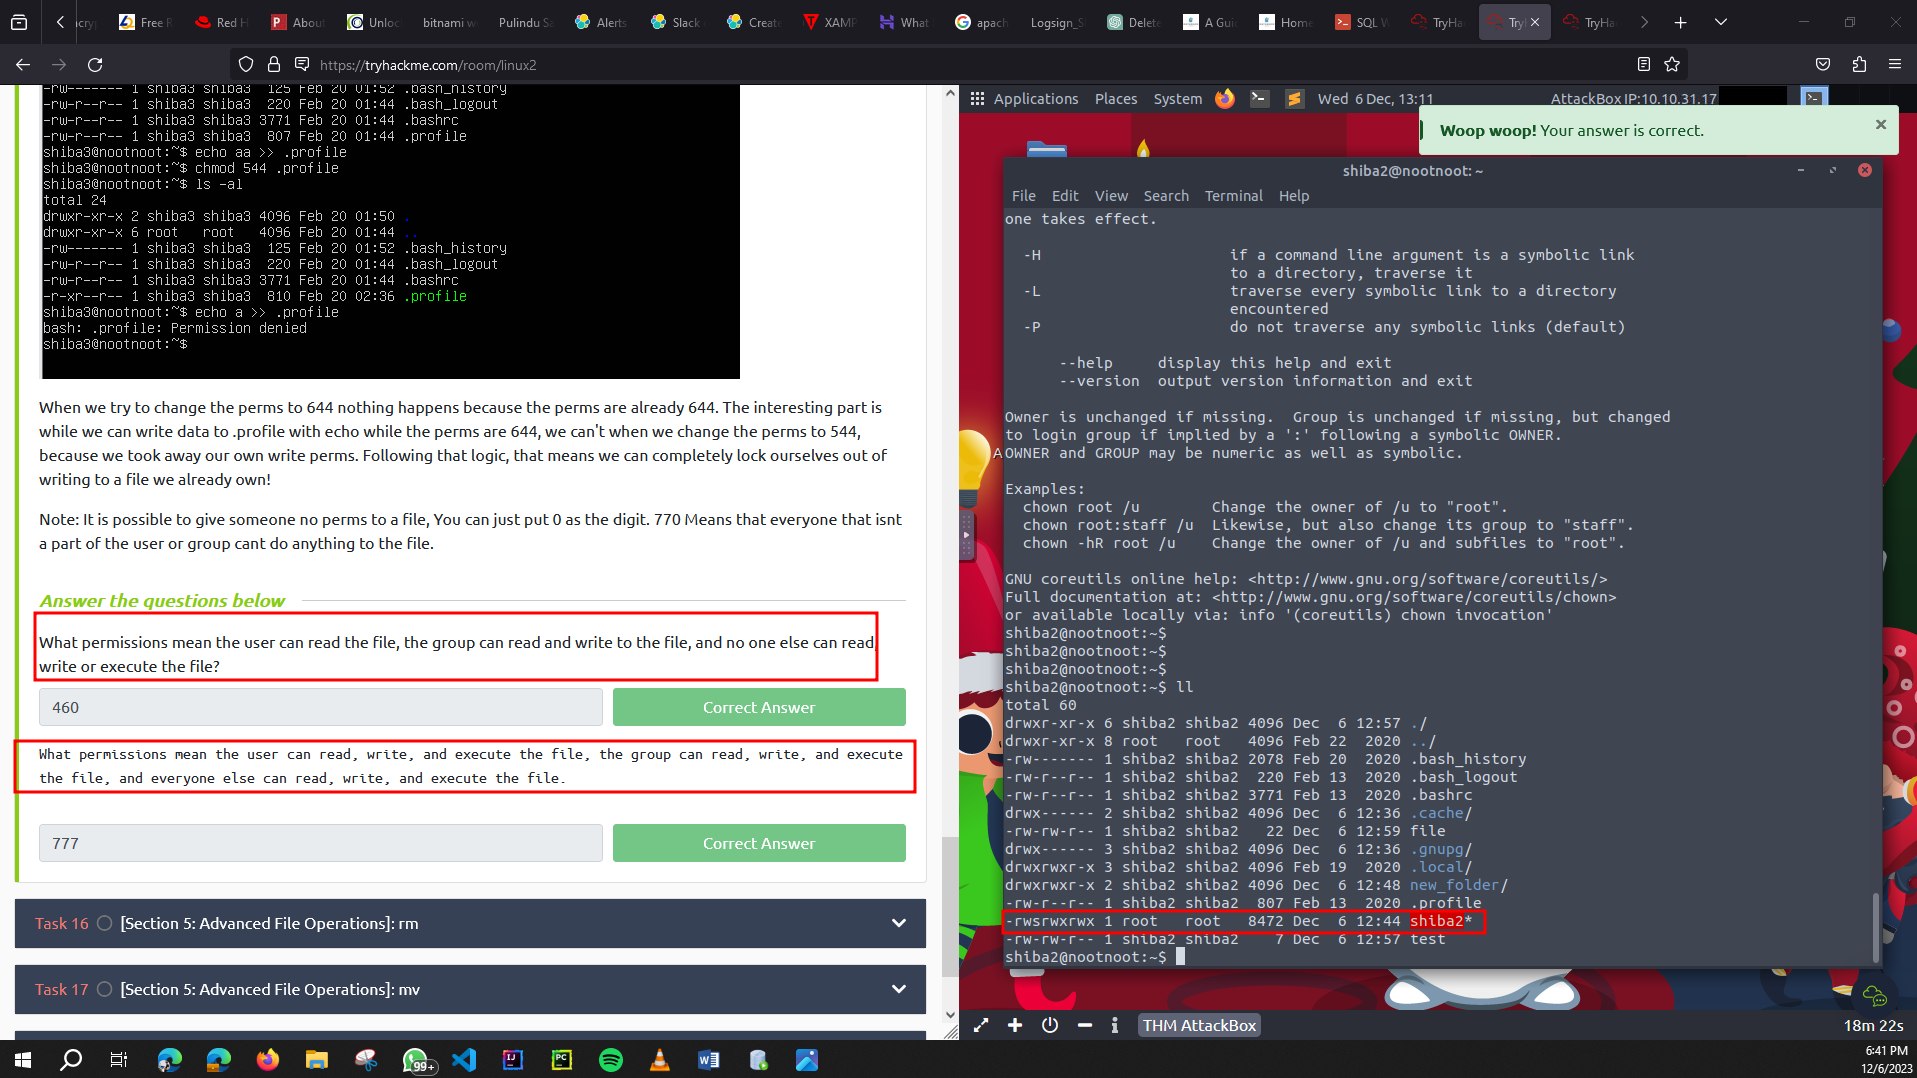 Free R
Red H
Abou
Unloc
bitnami w
Pulindu Sa
Alerts
Slack
Create
XAMP
What
apach
Logsign_S
Delete
A Gui
Home
SQL W
TryHa
Try
TryHa
https://tryhackme.com/room/linux2
-rw------- 1 shiba3 shiba3  125 Feb 20 01:52 .bash_history
-rw-r--r-- 1 shiba3 shiba3  220 Feb 20 01:44 .bash_logout
-rw-r--r-- 1 shiba3 shiba3 3771 Feb 20 01:44 .bashrc
-rw-r--r-- 1 shiba3 shiba3  807 Feb 20 01:44 .profile
shiba3@nootnoot:~$ echo aa >> .profile
shiba3@nootnoot:~$ chmod 544 .profile
shiba3@nootnoot:~$ ls -al
total 24
drwxr-xr-x 2 shiba3 shiba3 4096 Feb 20 01:50 .
drwxr-xr-x 6 root   root   4096 Feb 20 01:44 ..
-rw------- 1 shiba3 shiba3  125 Feb 20 01:52 .bash_history
-rw-r--r-- 1 shiba3 shiba3  220 Feb 20 01:44 .bash_logout
-rw-r--r-- 1 shiba3 shiba3 3771 Feb 20 01:44 .bashrc
-r-xr--r-- 1 shiba3 shiba3  810 Feb 20 02:36 .profile
shiba3@nootnoot:~$ echo a >> .profile
bash: .profile: Permission denied
shiba3@nootnoot:~$
When we try to change the perms to 644 nothing happens because the perms are already 644. The interesting part is
while we can write data to .profile with echo while the perms are 644, we can't when we change the perms to 544,
because we took away our own write perms. Following that logic, that means we can completely lock ourselves out of
writing to a file we already own!
Note: It is possible to give someone no perms to a file, You can just put 0 as the digit. 770 Means that everyone that isnt
a part of the user or group cant do anything to the file.
Answer the questions below
What permissions mean the user can read the file, the group can read and write to the file, and no one else can read,
write or execute the file?
460
Correct Answer
What permissions mean the user can read, write, and execute the file, the group can read, write, and execute
the file, and everyone else can read, write, and execute the file.
777
Correct Answer
Task 16 [Section 5: Advanced File Operations]: rm
Task 17 [Section 5: Advanced File Operations]: mv
Applications Places System Wed 6 Dec, 13:11 AttackBox IP:10.10.31.17
Woop woop! Your answer is correct.
shiba2@nootnoot: ~
File Edit View Search Terminal Help
one takes effect.
-H if a command line argument is a symbolic link
to a directory, traverse it
-L traverse every symbolic link to a directory
encountered
-P do not traverse any symbolic links (default)
--help display this help and exit
--version output version information and exit
Owner is unchanged if missing.  Group is unchanged if missing, but changed
to login group if implied by a ':' following a symbolic OWNER.
OWNER and GROUP may be numeric as well as symbolic.
Examples:
chown root /u Change the owner of /u to "root".
chown root:staff /u Likewise, but also change its group to "staff".
chown -hR root /u Change the owner of /u and subfiles to "root".
GNU coreutils online help: <http://www.gnu.org/software/coreutils/>
Full documentation at: <http://www.gnu.org/software/coreutils/chown>
or available locally via: info '(coreutils) chown invocation'
shiba2@nootnoot:~$
shiba2@nootnoot:~$
shiba2@nootnoot:~$
shiba2@nootnoot:~$ ll
total 60
drwxr-xr-x 6 shiba2 shiba2 4096 Dec  6 12:57 ./
drwxr-xr-x 8 root   root   4096 Feb 22  2020 ../
-rw------- 1 shiba2 shiba2 2078 Feb 20  2020 .bash_history
-rw-r--r-- 1 shiba2 shiba2  220 Feb 13  2020 .bash_logout
-rw-r--r-- 1 shiba2 shiba2 3771 Feb 13  2020 .bashrc
drwx------ 2 shiba2 shiba2 4096 Dec  6 12:36 .cache/
-rw-rw-r-- 1 shiba2 shiba2   22 Dec  6 12:59 file
drwx------ 3 shiba2 shiba2 4096 Dec  6 12:36 .gnupg/
drwxrwxr-x 3 shiba2 shiba2 4096 Feb 19  2020 .local/
drwxrwxr-x 2 shiba2 shiba2 4096 Dec  6 12:48 new_folder/
-rw-r--r-- 1 shiba2 shiba2  807 Feb 13  2020 .profile
-rwsrwxrwx 1 root   root   8472 Dec  6 12:44 shiba2*
-rw-rw-r-- 1 shiba2 shiba2    7 Dec  6 12:57 test
shiba2@nootnoot:~$
THM AttackBox
18m 22s
99+
6:41 PM
12/6/2023